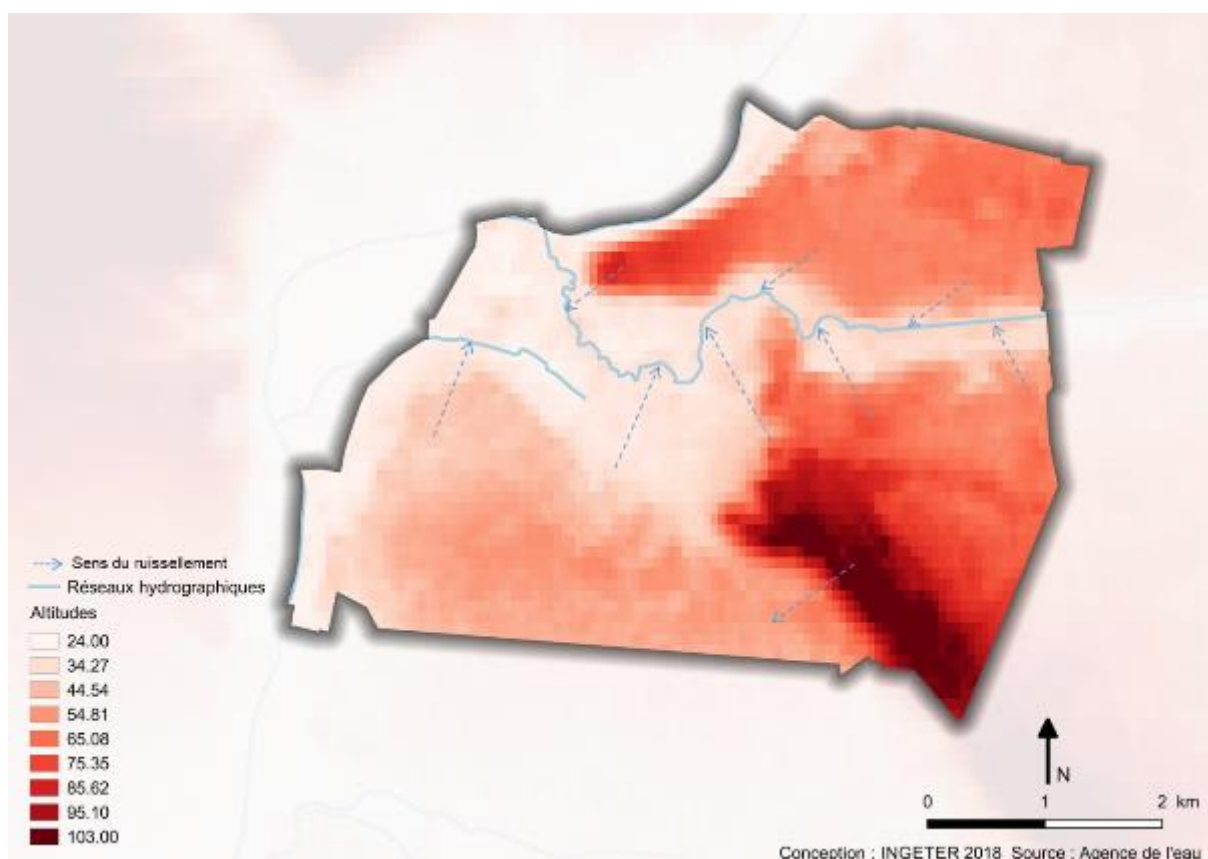 Sens du ruissellement
Réseaux hydrographiques
Altitudes
24.00
34.27
44.54
54.81
65.08
75.35
85.62
95.10
103.00
N
0 1 2 km
Conception : INGETER 2018 Source : Agence de l'eau